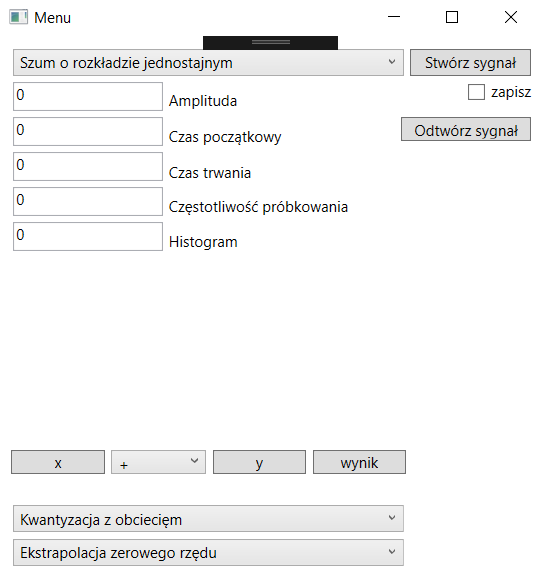 Menu
Szum o rozkładzie jednostajnym
Stwórz sygnał
0
Amplituda
zapisz
0
Czas początkowy
Odtwórz sygnał
0
Czas trwania
0
Częstotliwość próbkowania
0
Histogram
x
+
y
wynik
Kwantyzacja z obciecięm
Ekstrapolacja zerowego rzędu